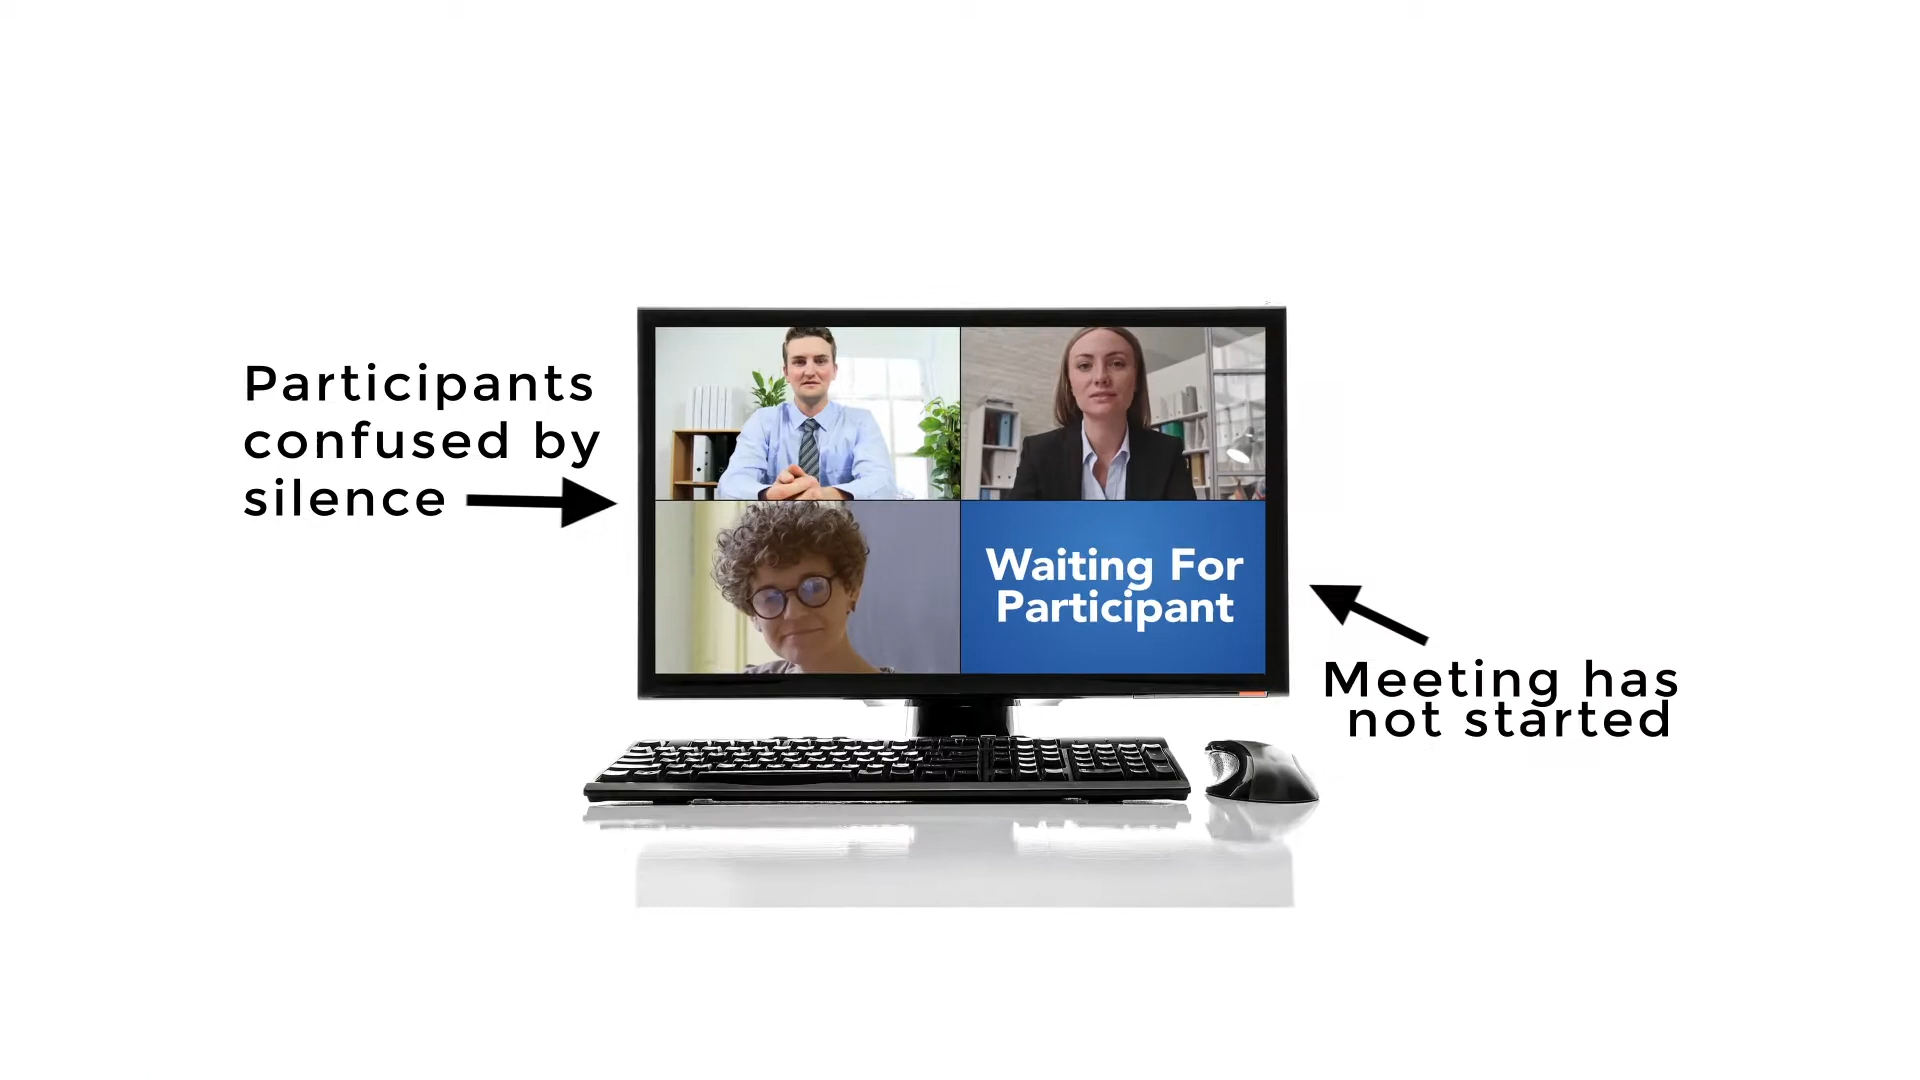 Participants
confused by
silence
Waiting For
Participant
Meeting has
not started